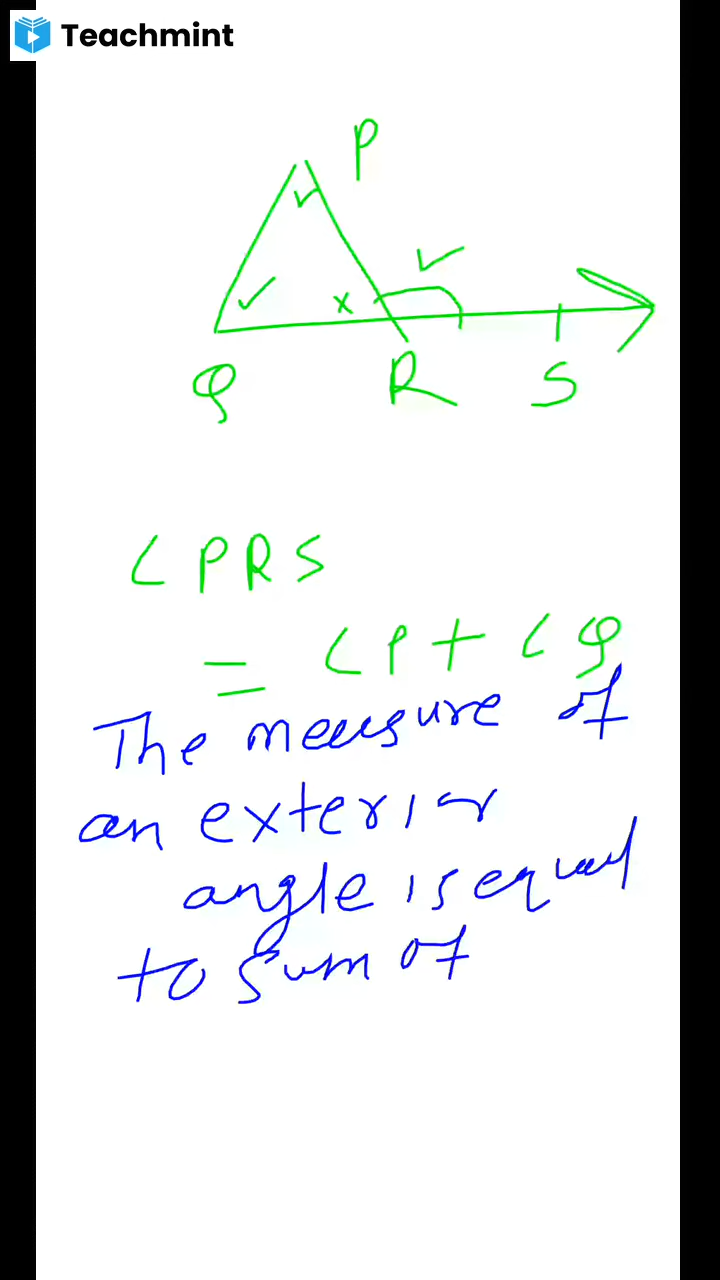 Teachmint
P
x
Q R S
∠PRS
= ∠P + ∠Q
The measure of
an exterior
angle is equal
to sum of